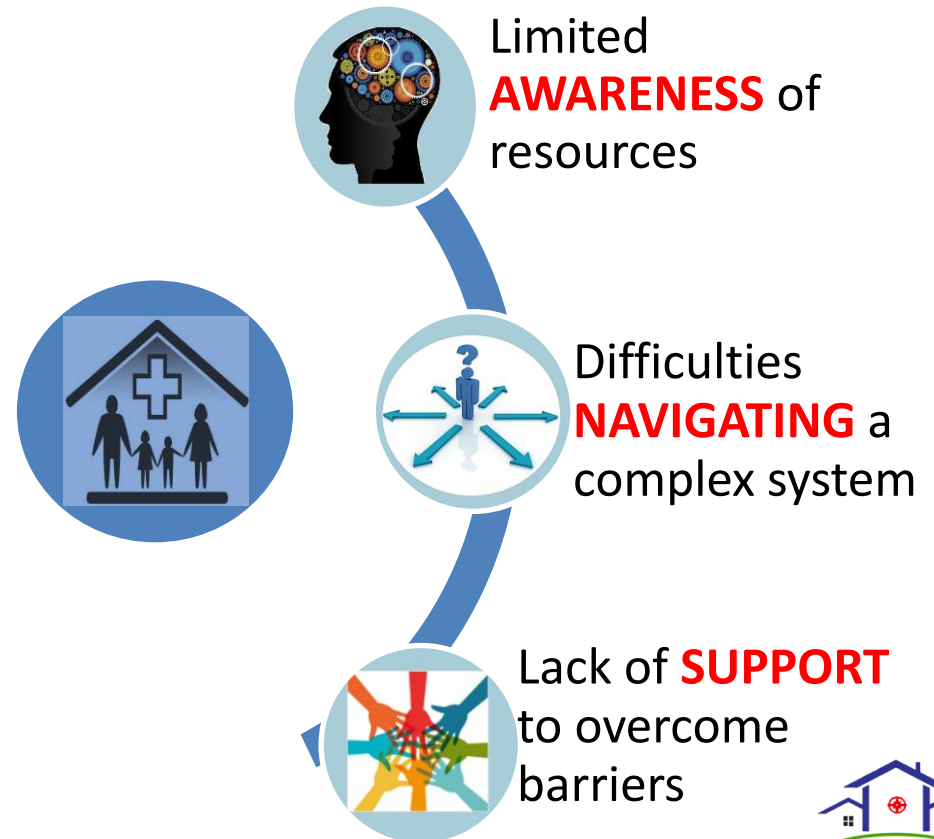 Limited
AWARENESS of
resources
?
Difficulties
NAVIGATING a
complex system
Lack of SUPPORT
to overcome
barriers